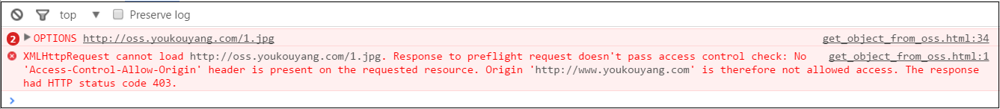 top Preserve log
2 OPTIONS http://oss.youkouyang.com/1.jpg get_object_from_oss.html:34
XMLHttpRequest cannot load http://oss.youkouyang.com/1.jpg. Response to preflight request doesn't pass access control check: No get_object_from_oss.html:1
'Access-Control-Allow-Origin' header is present on the requested resource. Origin 'http://www.youkouyang.com' is therefore not allowed access. The response
had HTTP status code 403.